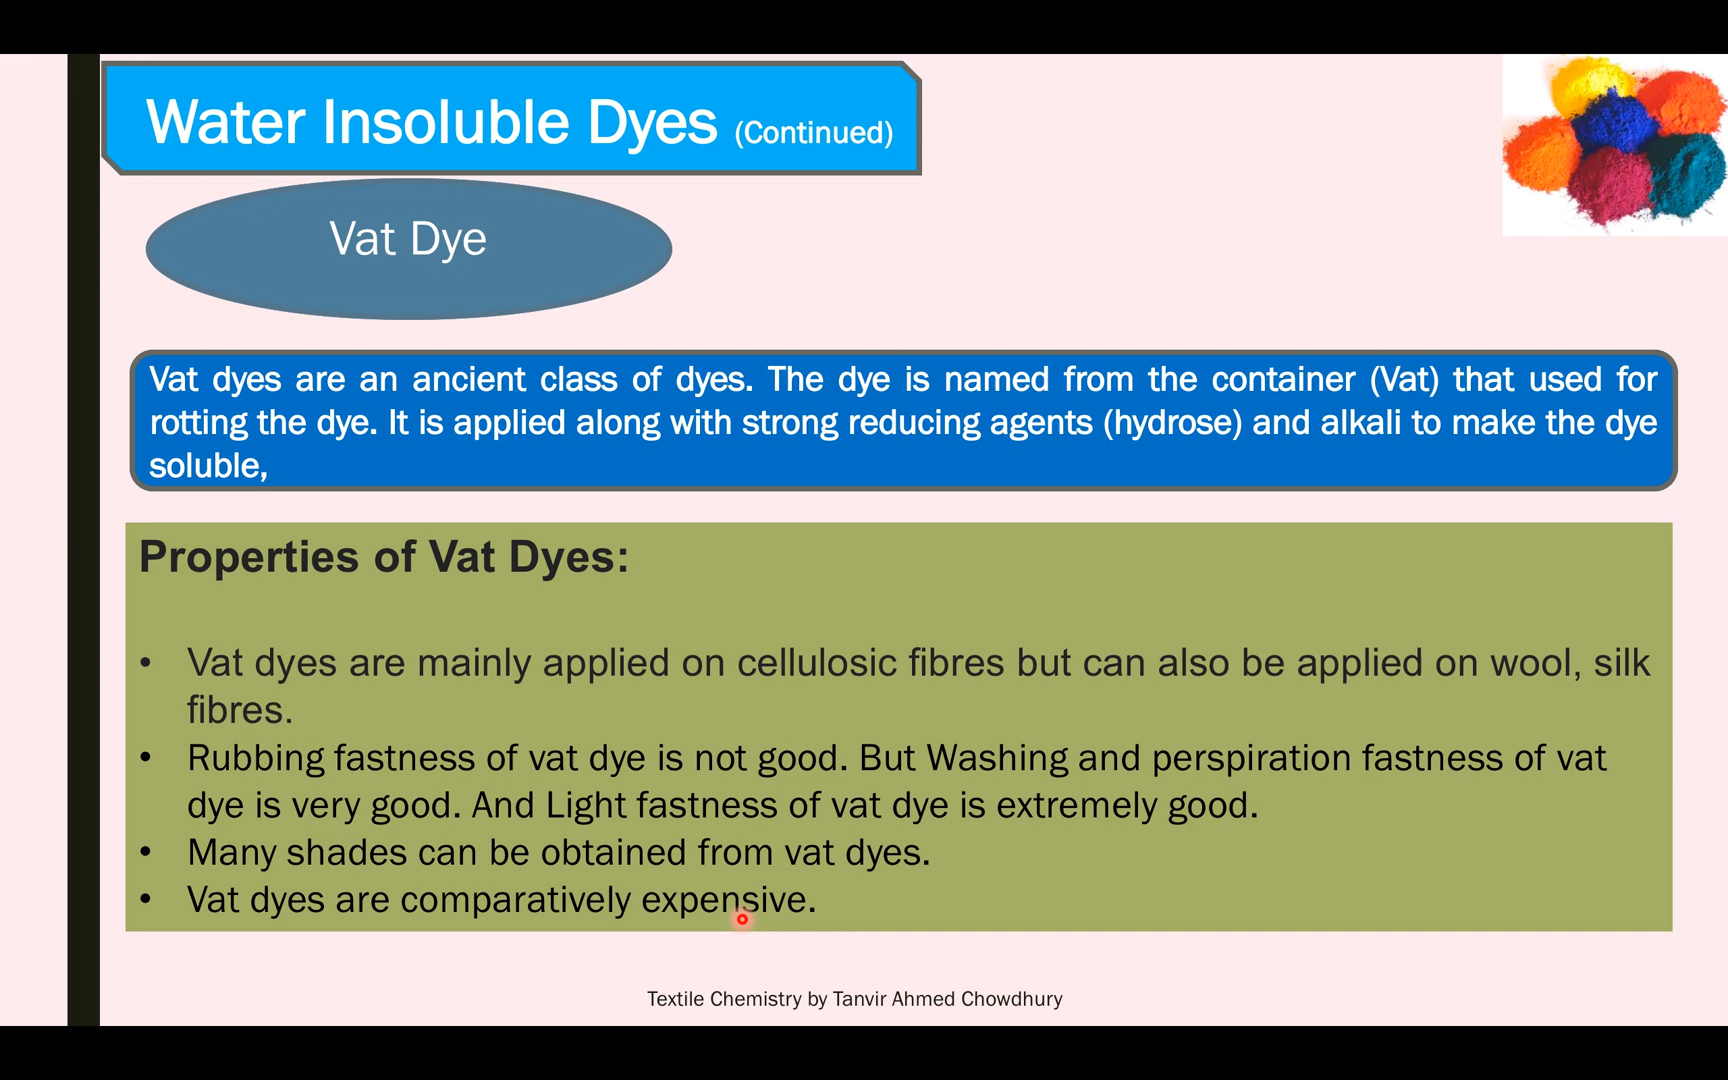 Water Insoluble Dyes (Continued)
Vat Dye
Vat dyes are an ancient class of dyes. The dye is named from the container (Vat) that used for
rotting the dye. It is applied along with strong reducing agents (hydrose) and alkali to make the dye
soluble,
Properties of Vat Dyes:
• Vat dyes are mainly applied on cellulosic fibres but can also be applied on wool, silk
fibres.
• Rubbing fastness of vat dye is not good. But Washing and perspiration fastness of vat
dye is very good. And Light fastness of vat dye is extremely good.
• Many shades can be obtained from vat dyes.
• Vat dyes are comparatively expensive.
Textile Chemistry by Tanvir Ahmed Chowdhury